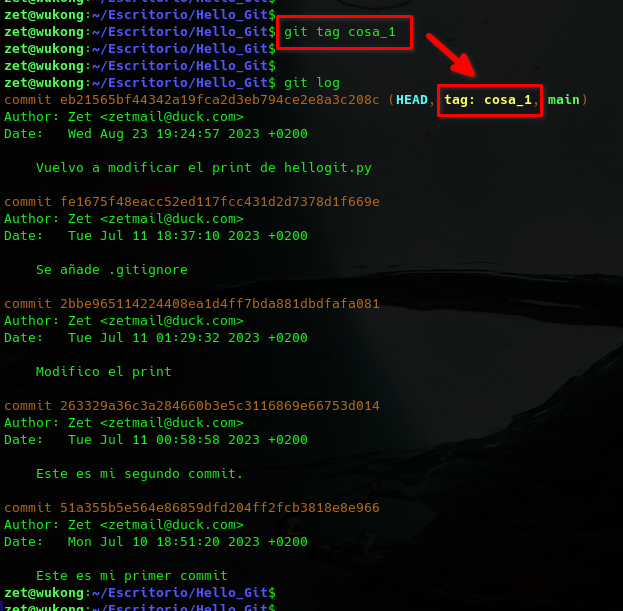 zet@wukong:~/Escritorio/Hello_Git$
zet@wukong:~/Escritorio/Hello_Git$ git tag cosa_1
zet@wukong:~/Escritorio/Hello_Git$
zet@wukong:~/Escritorio/Hello_Git$
zet@wukong:~/Escritorio/Hello_Git$ git log
commit eb21565bf44342a19fca2d3eb794ce2e8a3c208c (HEAD, tag: cosa_1, main)
Author: Zet <zetmail@duck.com>
Date:   Wed Aug 23 19:24:57 2023 +0200
Vuelvo a modificar el print de hellogit.py
commit fe1675f48eacc52ed117fcc431d2d7378d1f669e
Author: Zet <zetmail@duck.com>
Date:   Tue Jul 11 18:37:10 2023 +0200
Se añade .gitignore
commit 2bbe965114224408ea1d4ff7bda881dbdfafa081
Author: Zet <zetmail@duck.com>
Date:   Tue Jul 11 01:29:32 2023 +0200
Modifico el print
commit 263329a36c3a284660b3e5c3116869e66753d014
Author: Zet <zetmail@duck.com>
Date:   Tue Jul 11 00:58:58 2023 +0200
Este es mi segundo commit.
commit 51a355b5e564e86859dfd204ff2fcb3818e8e966
Author: Zet <zetmail@duck.com>
Date:   Mon Jul 10 18:51:20 2023 +0200
Este es mi primer commit
zet@wukong:~/Escritorio/Hello_Git$
zet@wukong:~/Escritorio/Hello_Git$